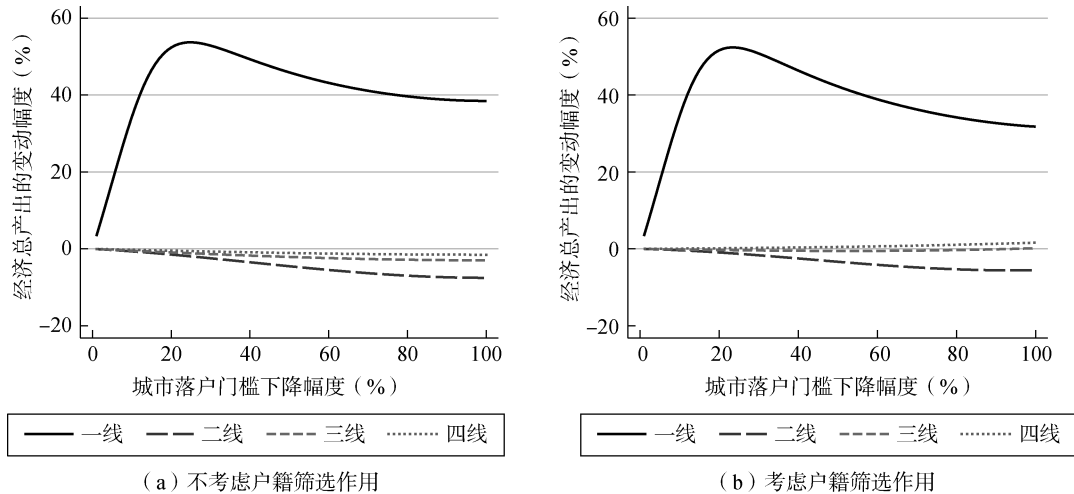 经济总产出的变动幅度（%）
60
40
20
0
–20
0 20 40 60 80 100
城市落户门槛下降幅度（%）
一线 二线 三线 四线
（a）不考虑户籍筛选作用
经济总产出的变动幅度（%）
60
40
20
0
–20
0 20 40 60 80 100
城市落户门槛下降幅度（%）
一线 二线 三线 四线
（b）考虑户籍筛选作用